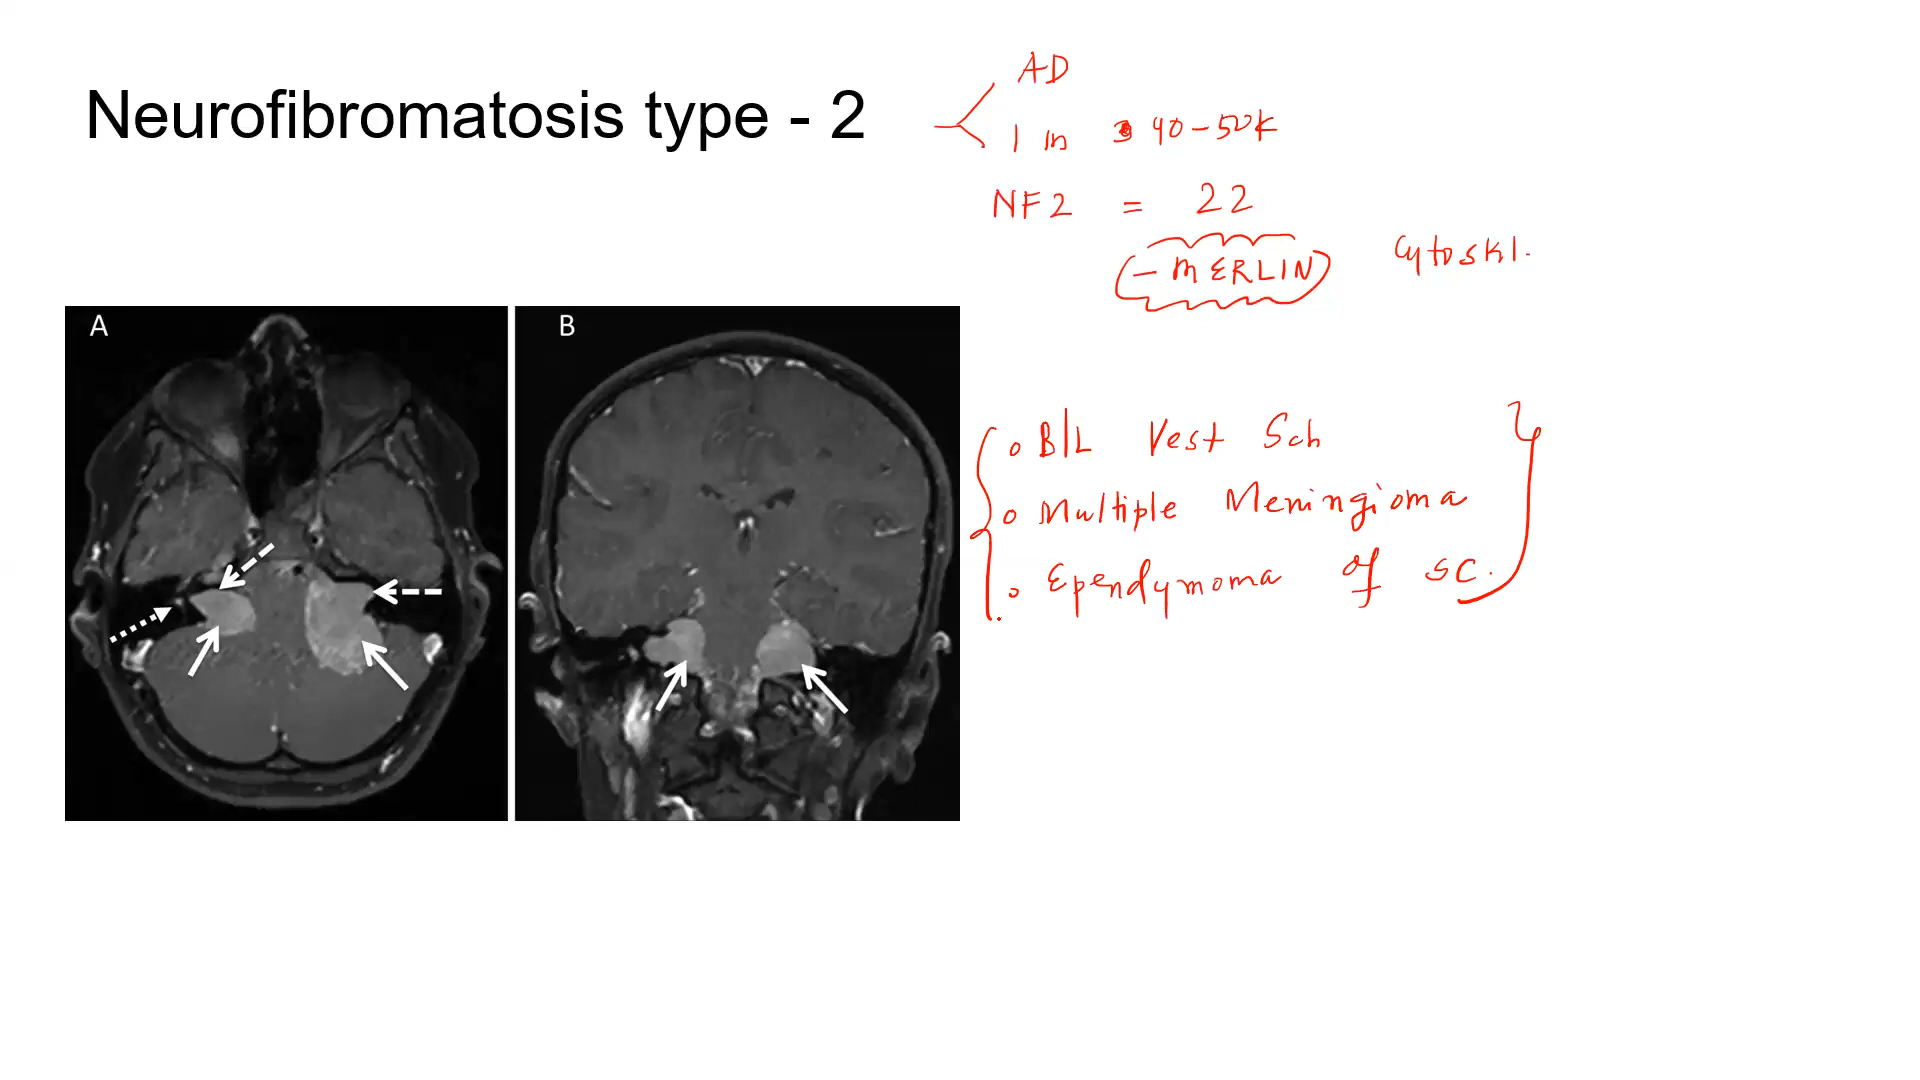 Neurofibromatosis type - 2
AD
1 in 40-50K
NF2 = 22
- MERLIN
Cytoskl.
A
B
B/L Vest Sch
Multiple Meningioma
Ependymoma of SC.